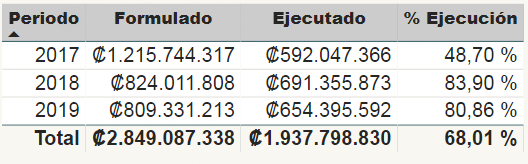 Periodo Formulado Ejecutado % Ejecución
2017 ₡1.215.744.317 ₡592.047.366 48,70 %
2018 ₡824.011.808 ₡691.355.873 83,90 %
2019 ₡809.331.213 ₡654.395.592 80,86 %
Total ₡2.849.087.338 ₡1.937.798.830 68,01 %